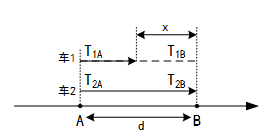 x
车1 T1A T1B
车2 T2A T2B
A B
d